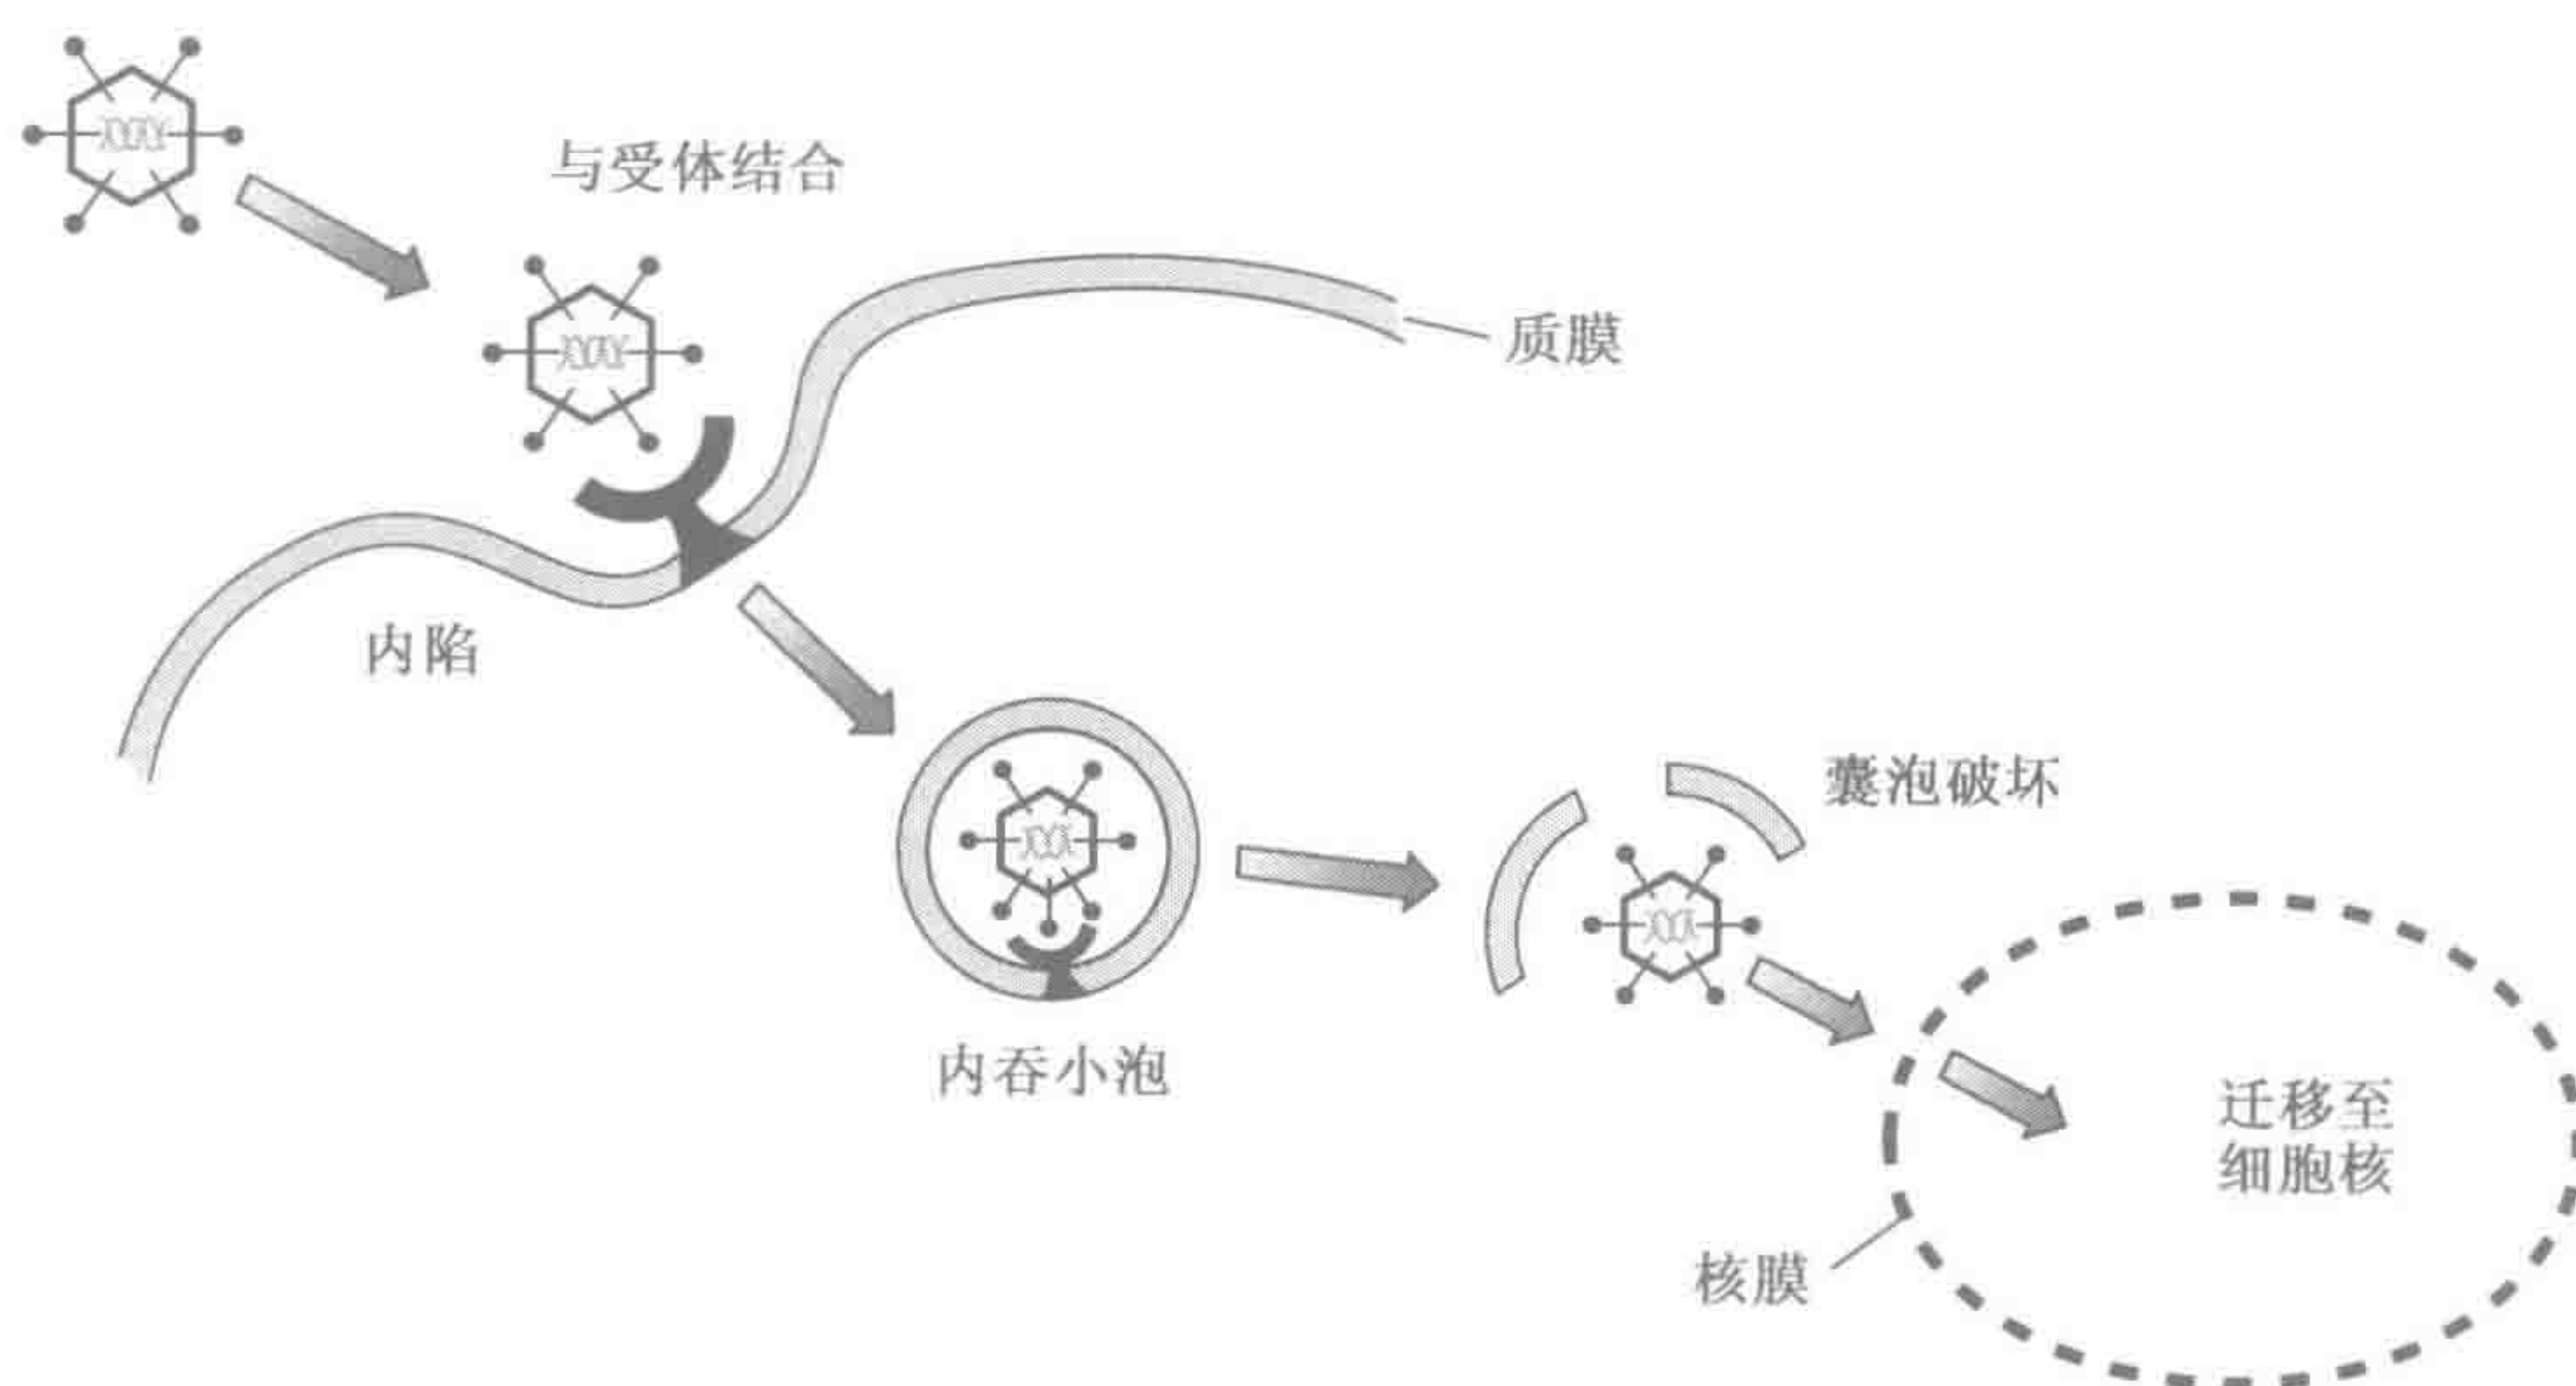 与受体结合
质膜
内陷
囊泡破坏
内吞小泡
迁移至
细胞核
核膜